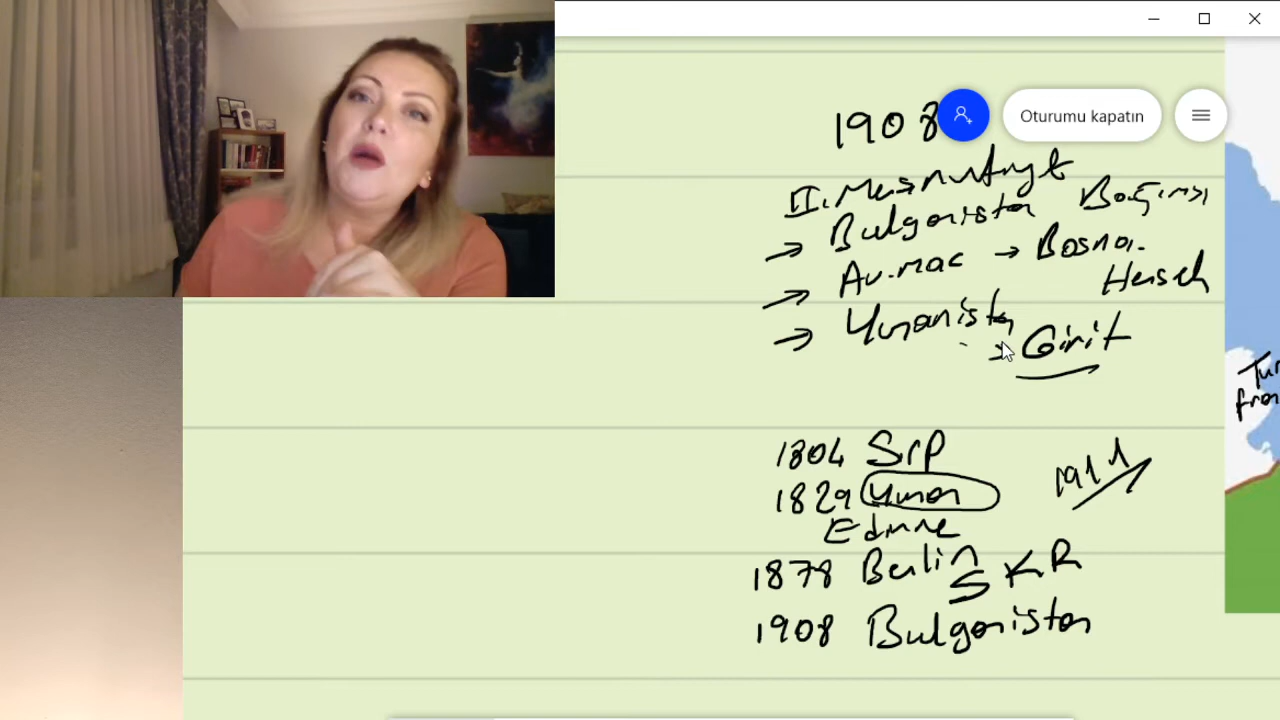 Oturumu kapatın
1908
II. Meşrutiyet
→ Bulgaristan Bağımsız
→ Av. mac → Bosna.
Hersek
→ Yunanistan
→ Girit
1804 Sırp
1829 Yunan
Edirne
1911
1878 Berlin SKR
1908 Bulgaristan